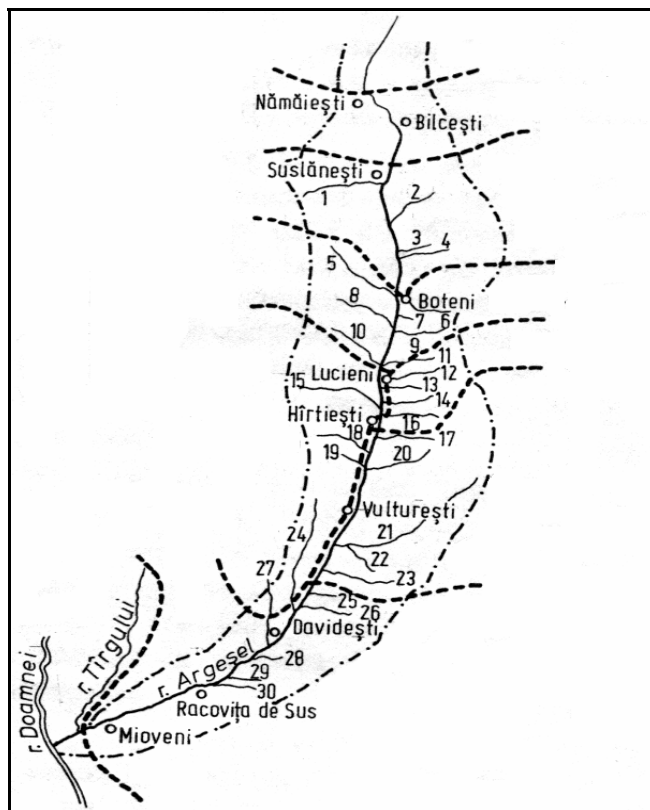 Nămăiești
Bilcești
Suslănești
1
2
3 4
5
Boteni
8
7 6
10
9
11
Lucieni
12
15
13
14
Hîrtiești
16
18
17
19
20
Vulturești
24
21
22
27
23
25
26
Davidești
r. Tîrgului
r. Argeșel
28
29
30
r. Doamnei
Racovița de Sus
Mioveni